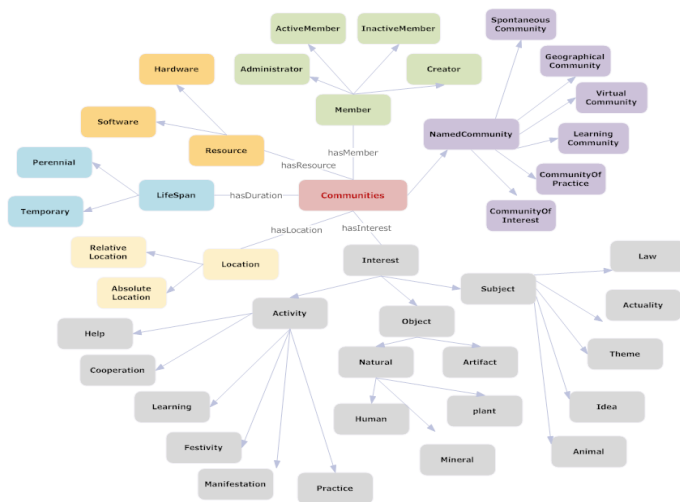 Spontaneous
Community
ActiveMember
InactiveMember
Geographical
Community
Hardware
Administrator
Creator
Virtual
Community
Member
Software
NamedCommunity
Learning
Community
Resource
hasMember
Perennial
hasResource
CommunityOf
Practice
LifeSpan
hasDuration
Communities
Temporary
CommunityOf
Interest
hasLocation
hasInterest
Relative
Location
Location
Interest
Law
Absolute
Location
Subject
Activity
Actuality
Object
Help
Natural
Artifact
Theme
Cooperation
Learning
Human
plant
Idea
Festivity
Mineral
Animal
Manifestation
Practice